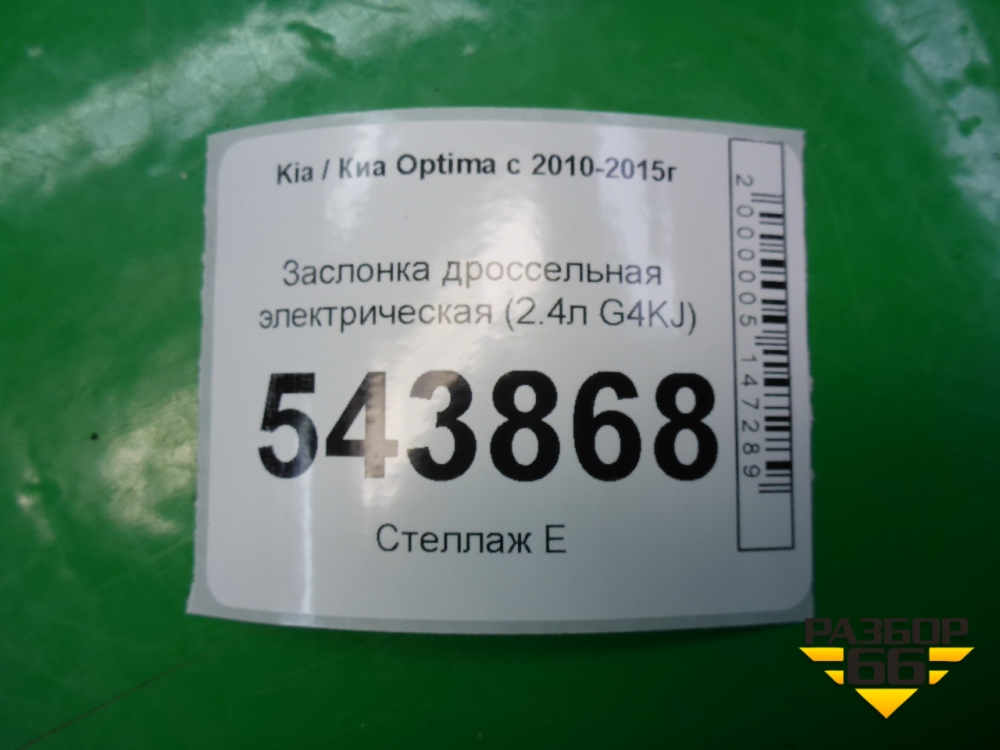 Kia / Киа Optima с 2010-2015г
Заслонка дроссельная
электрическая (2.4л G4KJ)
543868
Стеллаж Е
2000005147289
РАЗБОР
66